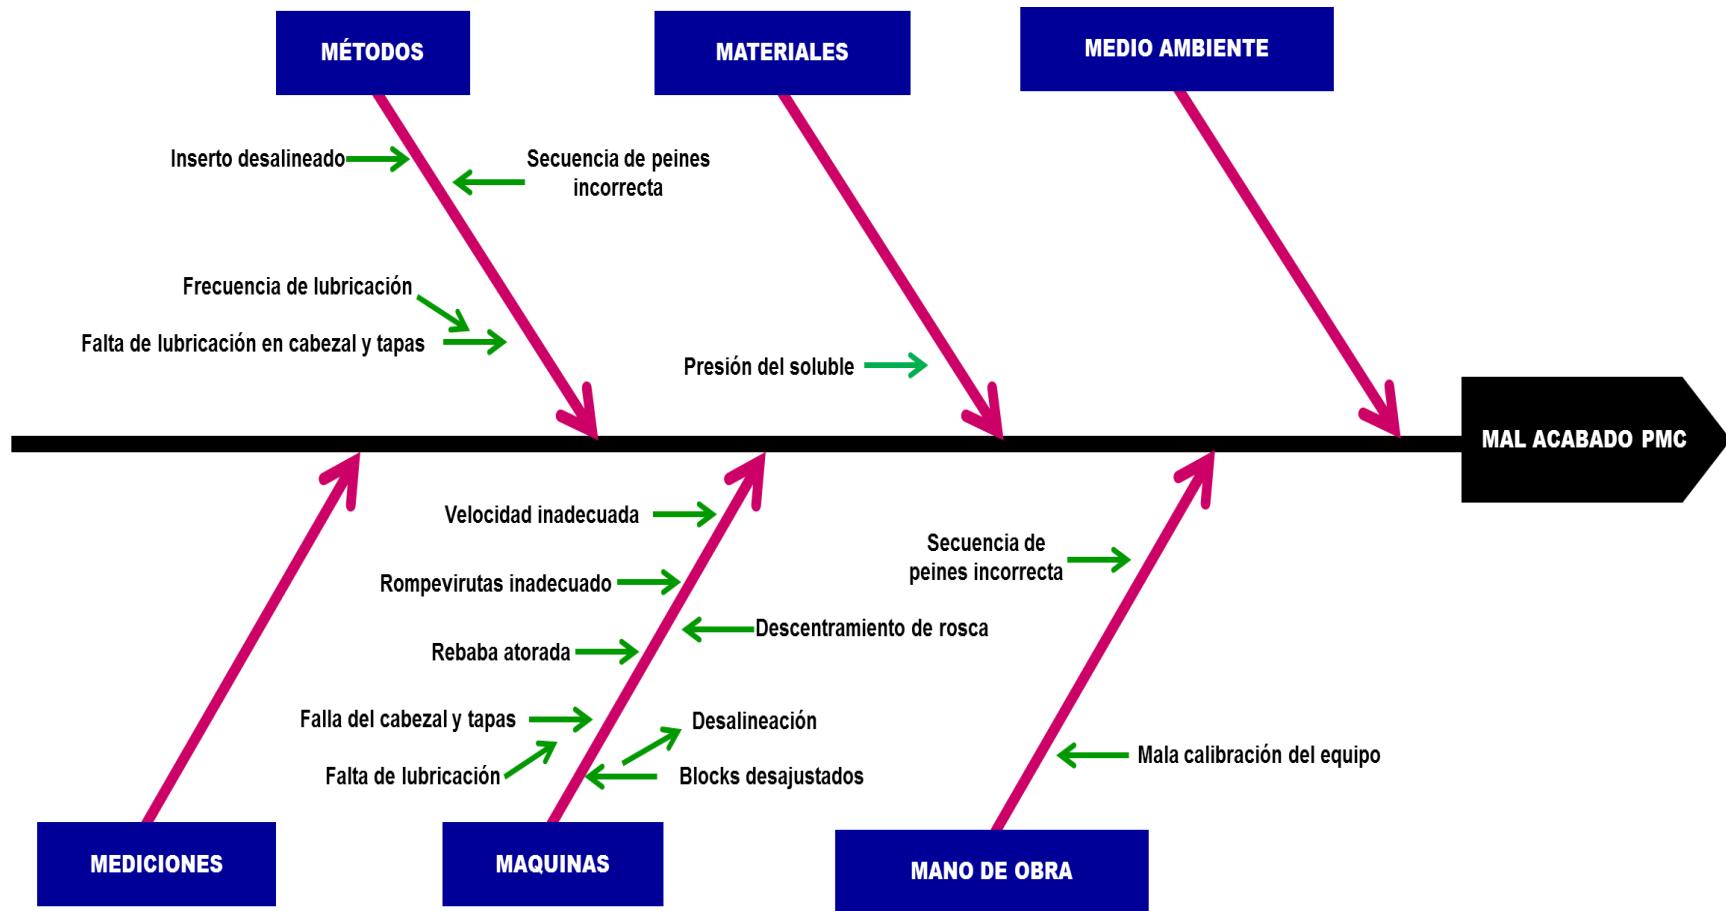 MÉTODOS
MATERIALES
MEDIO AMBIENTE
Inserto desalineado
Secuencia de peines
incorrecta
Frecuencia de lubricación
Falta de lubricación en cabezal y tapas
Presión del soluble
MAL ACABADO PMC
Velocidad inadecuada
Secuencia de
peines incorrecta
Rompevirutas inadecuado
Descentramiento de rosca
Rebaba atorada
Falla del cabezal y tapas
Desalineación
Falta de lubricación
Blocks desajustados
Mala calibración del equipo
MEDICIONES
MAQUINAS
MANO DE OBRA